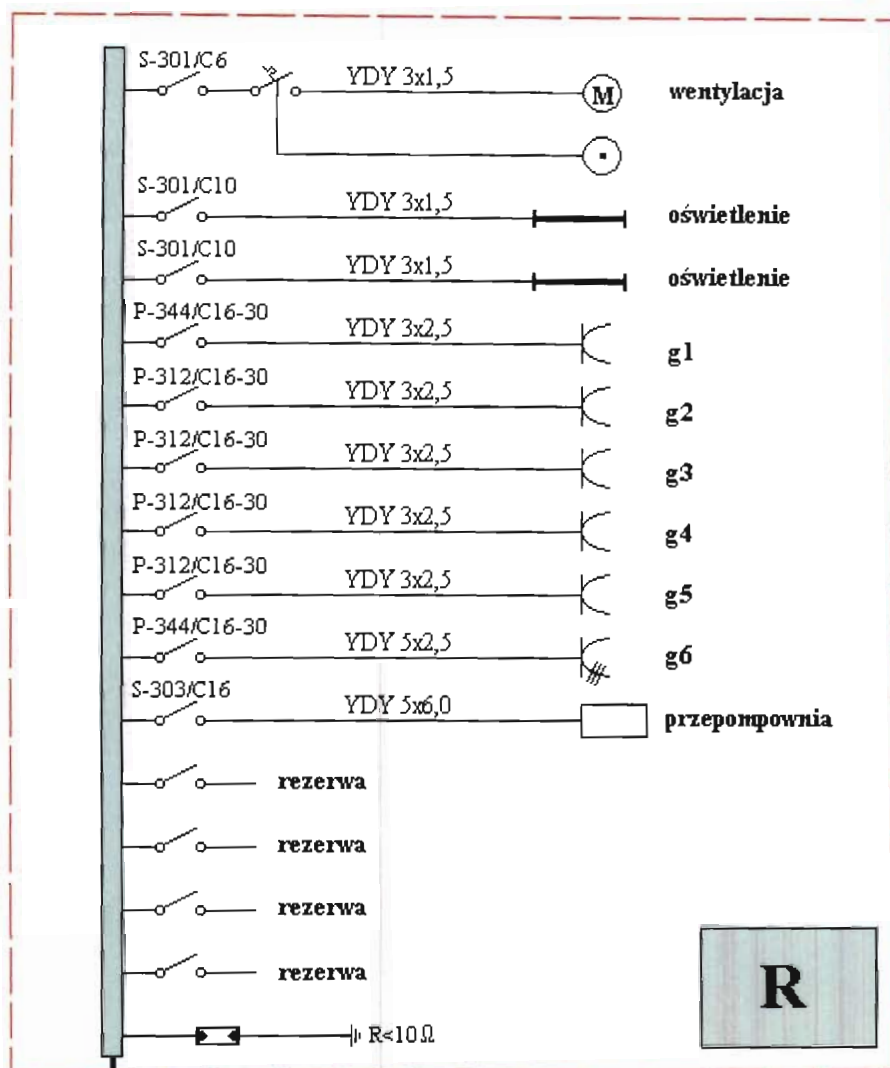 S-301/C6
YDY 3x1,5
M
wentylacja
S-301/C10
YDY 3x1,5
oświetlenie
S-301/C10
YDY 3x1,5
oświetlenie
P-344/C16-30
YDY 3x2,5
g1
P-312/C16-30
YDY 3x2,5
g2
P-312/C16-30
YDY 3x2,5
g3
P-312/C16-30
YDY 3x2,5
g4
P-312/C16-30
YDY 3x2,5
g5
P-344/C16-30
YDY 5x2,5
g6
S-303/C16
YDY 5x6,0
przepompownia
rezerwa
rezerwa
rezerwa
rezerwa
R<10Ω
R